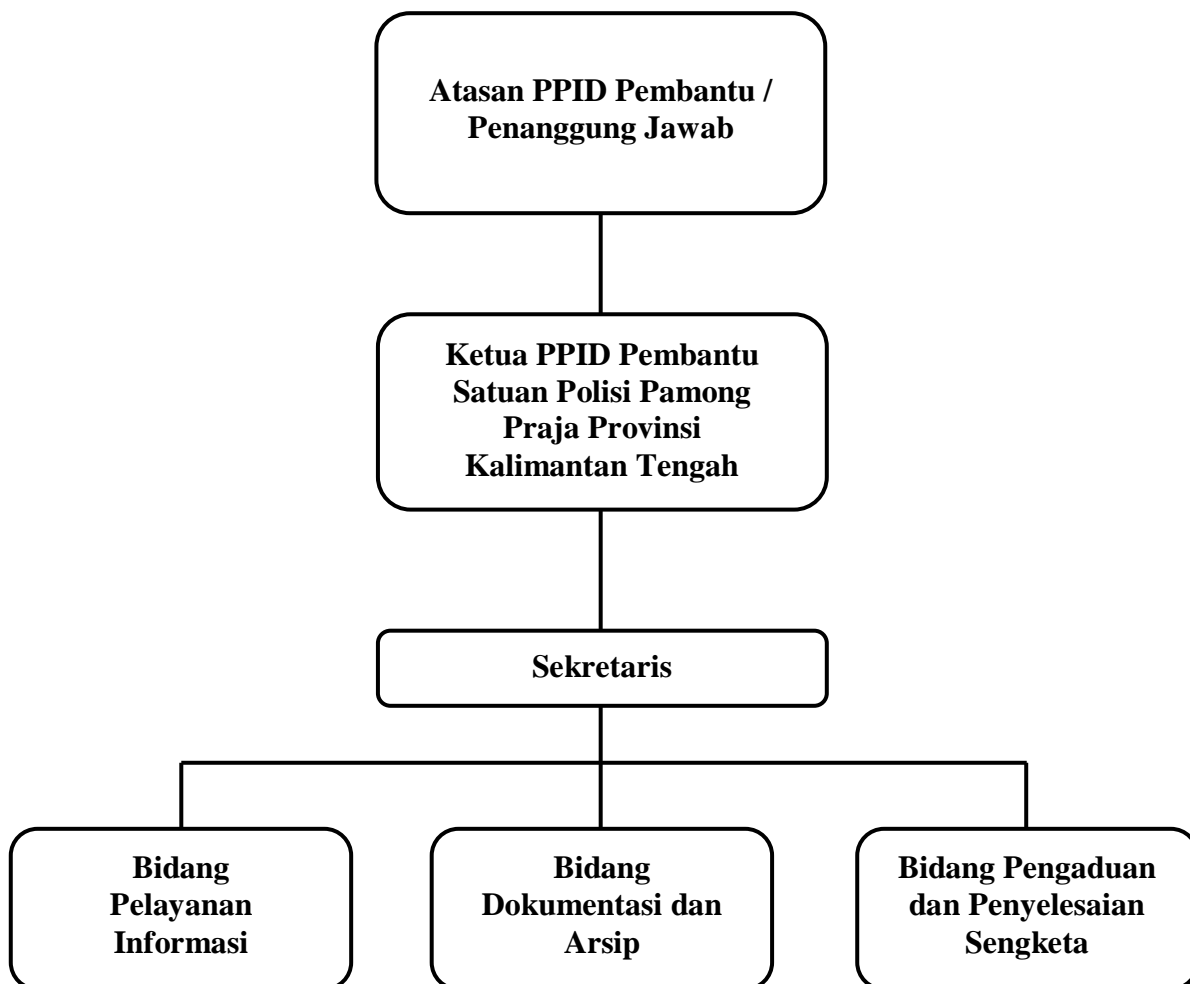 Atasan PPID Pembantu /
Penanggung Jawab
Ketua PPID Pembantu
Satuan Polisi Pamong
Praja Provinsi
Kalimantan Tengah
Sekretaris
Bidang
Pelayanan
Informasi
Bidang
Dokumentasi dan
Arsip
Bidang Pengaduan
dan Penyelesaian
Sengketa